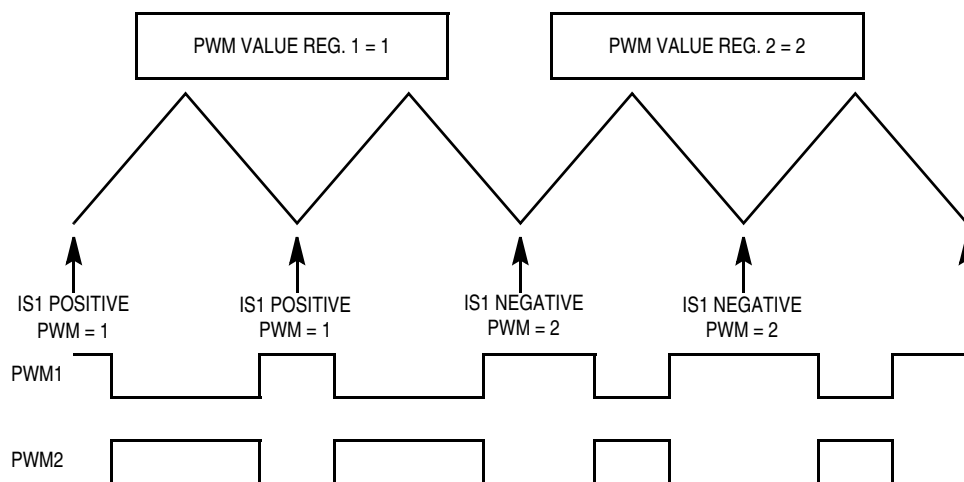 PWM VALUE REG. 1 = 1
PWM VALUE REG. 2 = 2
IS1 POSITIVE
PWM = 1
IS1 POSITIVE
PWM = 1
IS1 NEGATIVE
PWM = 2
IS1 NEGATIVE
PWM = 2
PWM1
PWM2